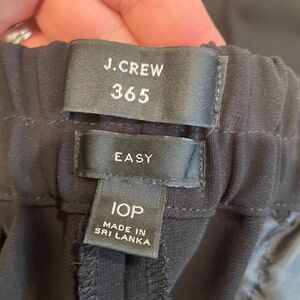 J.CREW
365
EASY
10P
MADE IN
SRI LANKA